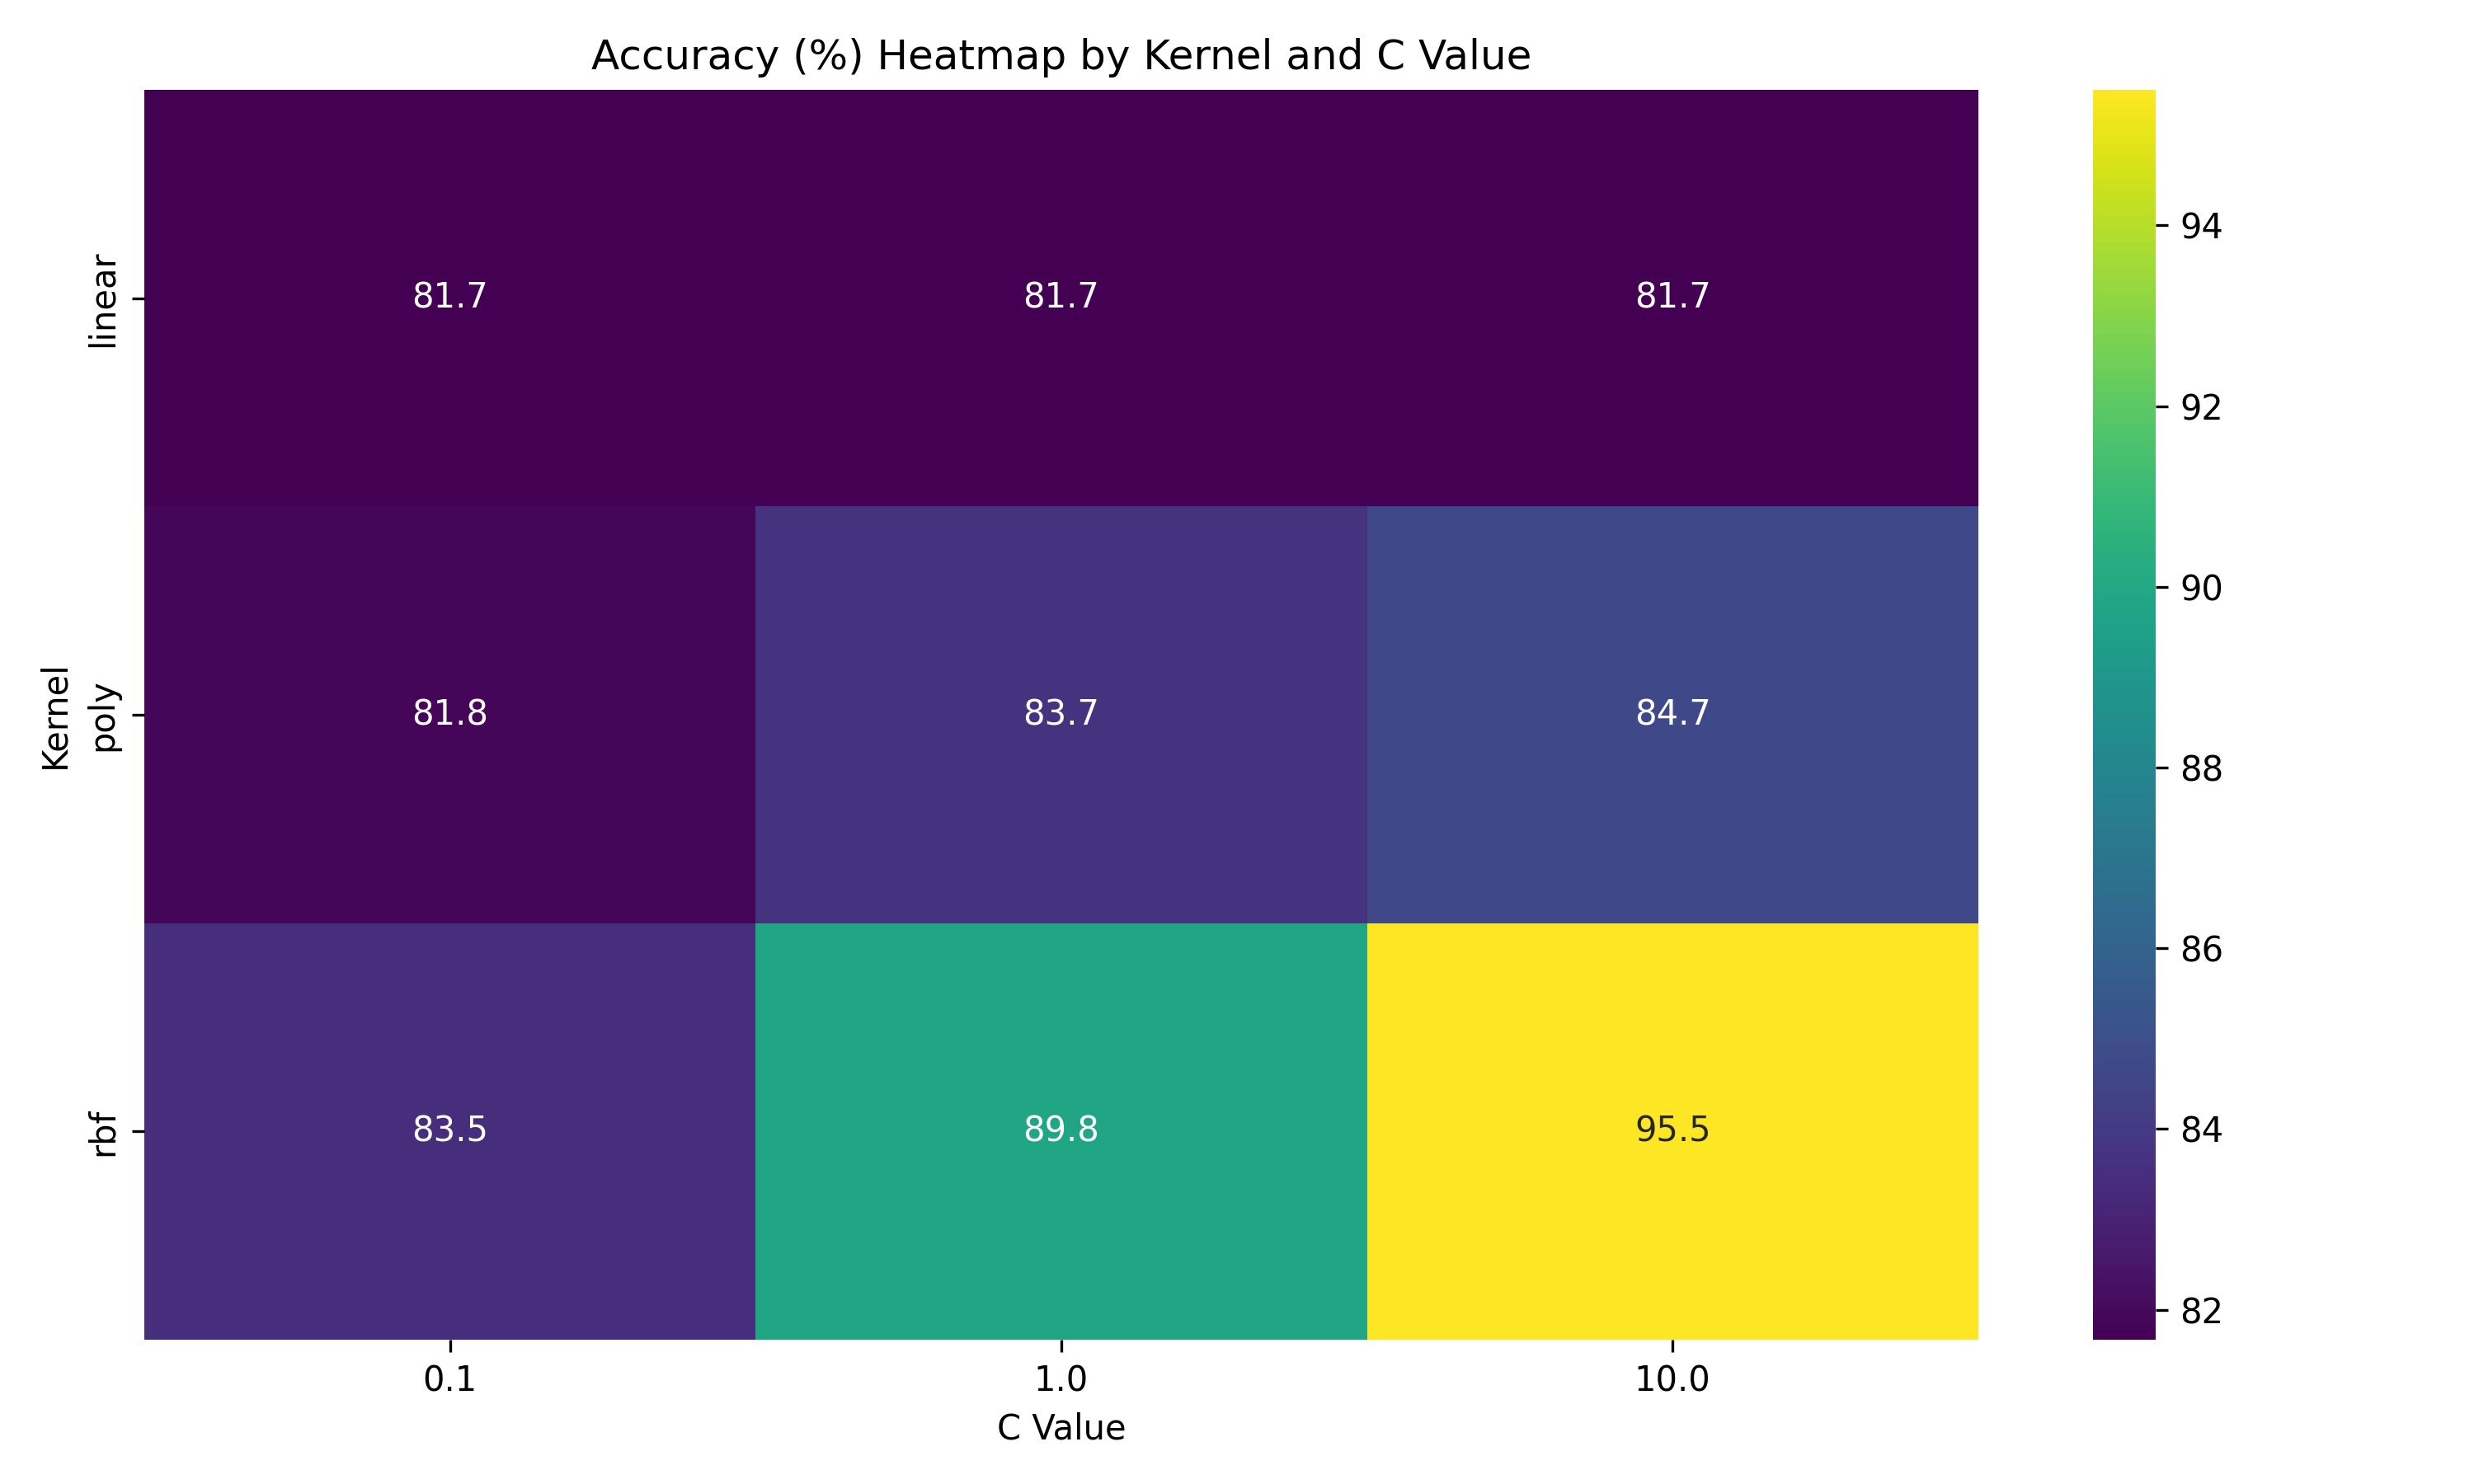 Accuracy (%) Heatmap by Kernel and C Value
Kernel
linear
81.7 81.7 81.7
poly
81.8 83.7 84.7
rbf
83.5 89.8 95.5
0.1 1.0 10.0
C Value
94
92
90
88
86
84
82